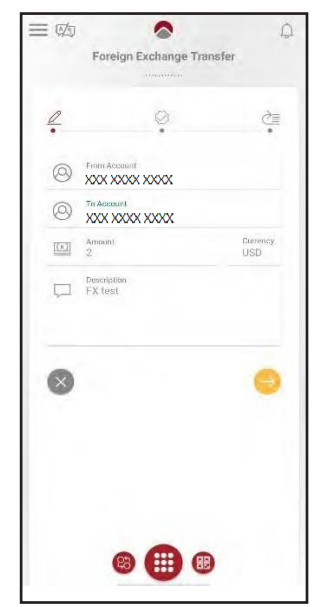 Foreign Exchange Transfer
From Account
XXX XXXX XXXX
To Account
XXX XXXX XXXX
Amount Currency
2 USD
Description
FX test